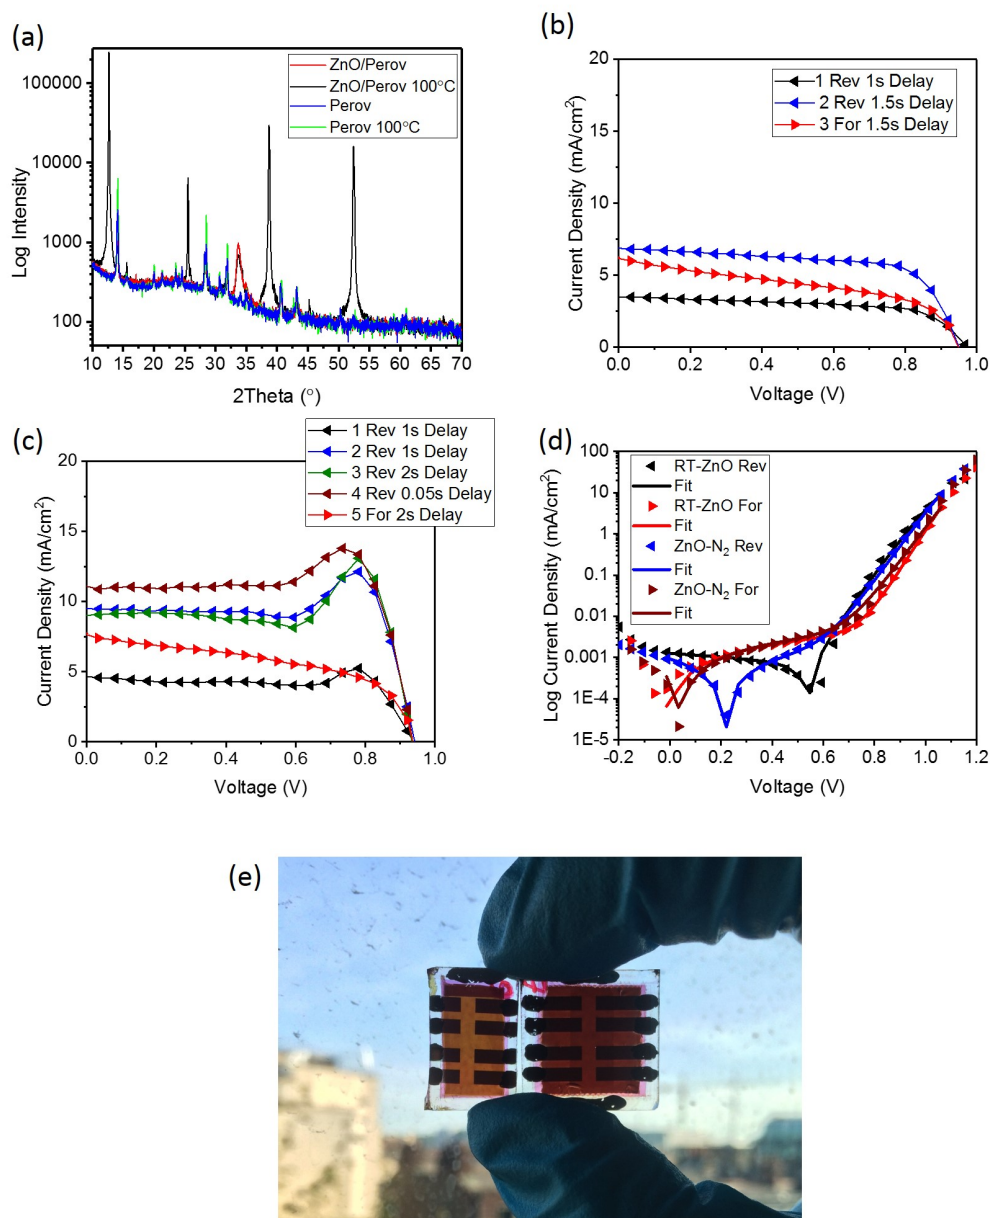 (a)
ZnO/Perov
ZnO/Perov 100°C
Perov
Perov 100°C
Log Intensity
100000
10000
1000
100
10 15 20 25 30 35 40 45 50 55 60 65 70
2Theta (°)
(b)
1 Rev 1s Delay
2 Rev 1.5s Delay
3 For 1.5s Delay
Current Density (mA/cm²)
20
15
10
5
0
0.0 0.2 0.4 0.6 0.8 1.0
Voltage (V)
(c)
1 Rev 1s Delay
2 Rev 1s Delay
3 Rev 2s Delay
4 Rev 0.05s Delay
5 For 2s Delay
Current Density (mA/cm²)
20
15
10
5
0
0.0 0.2 0.4 0.6 0.8 1.0
Voltage (V)
(d)
RT-ZnO Rev
Fit
RT-ZnO For
Fit
ZnO-N₂ Rev
Fit
ZnO-N₂ For
Fit
Log Current Density (mA/cm²)
100
10
1
0.1
0.01
0.001
1E-4
1E-5
-0.2 0.0 0.2 0.4 0.6 0.8 1.0 1.2
Voltage (V)
(e)